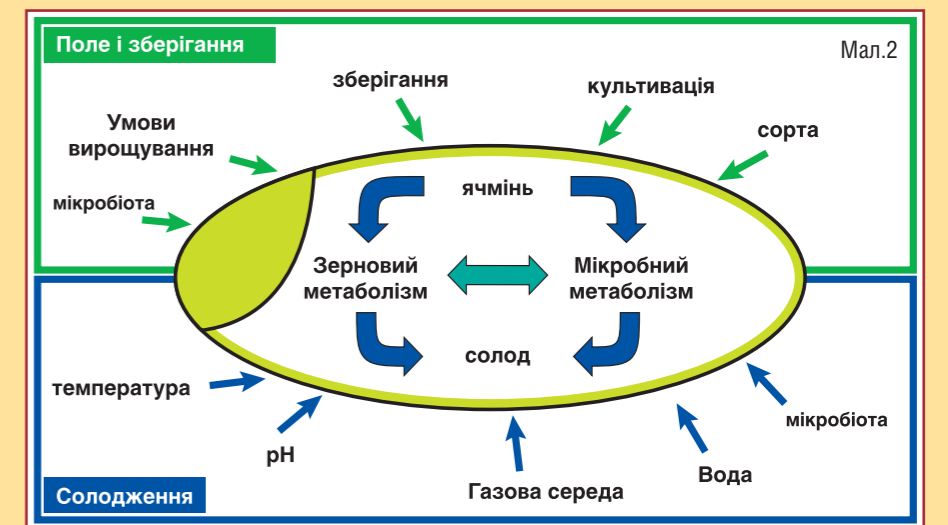 Поле і зберігання
Мал.2
зберігання
культивація
Умови
вирощування
сорта
мікробіота
ячмінь
Зерновий
метаболізм
Мікробний
метаболізм
солод
температура
pH
Газова середа
Вода
мікробіота
Солодження